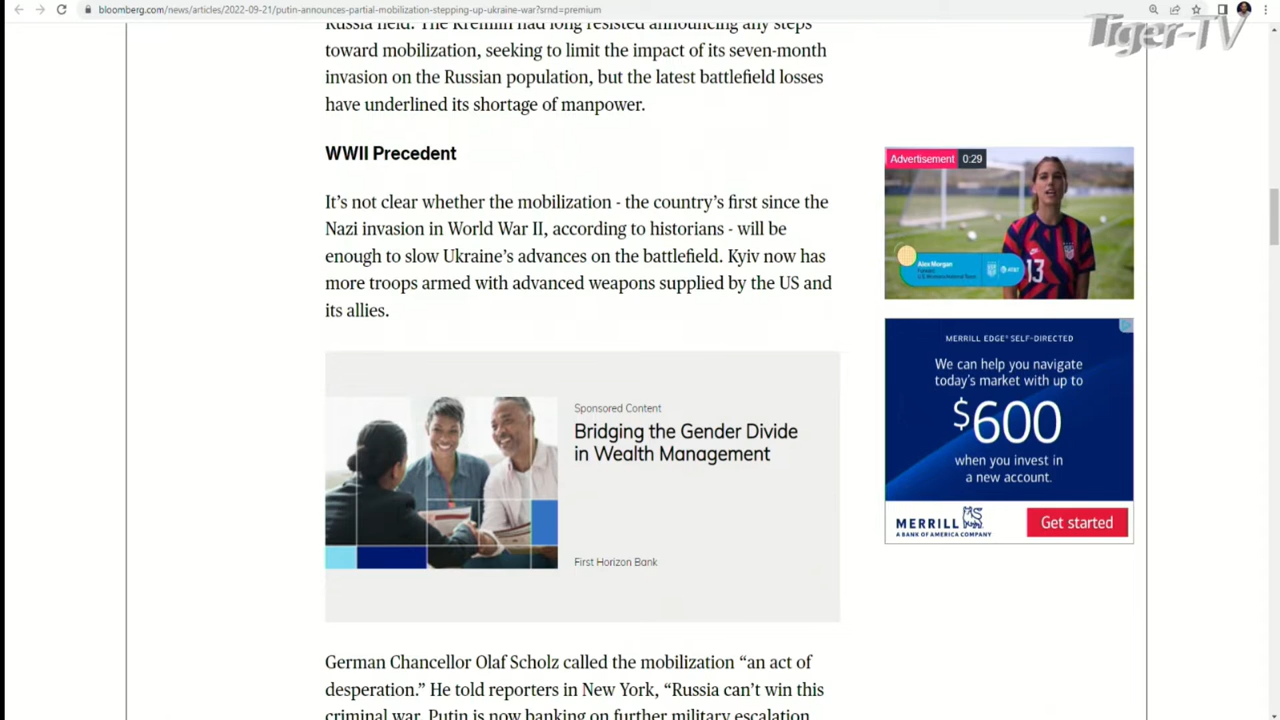 bloomberg.com/news/articles/2022-09-21/putin-announces-partial-mobilization-stepping-up-ukraine-war?srnd=premium
Tiger-TV
Russia held. The Kremlin had long resisted announcing any steps
toward mobilization, seeking to limit the impact of its seven-month
invasion on the Russian population, but the latest battlefield losses
have underlined its shortage of manpower.
WWII Precedent
It’s not clear whether the mobilization - the country’s first since the
Nazi invasion in World War II, according to historians - will be
enough to slow Ukraine’s advances on the battlefield. Kyiv now has
more troops armed with advanced weapons supplied by the US and
its allies.
Sponsored Content
Bridging the Gender Divide
in Wealth Management
First Horizon Bank
German Chancellor Olaf Scholz called the mobilization “an act of
desperation.” He told reporters in New York, “Russia can’t win this
criminal war. Putin is now banking on further military escalation
Advertisement 0:29
Alex Morgan
Forward
U.S. Women's National Team
AT&T
13
MERRILL EDGE® SELF-DIRECTED
We can help you navigate
today’s market with up to
$600
when you invest in
a new account.
MERRILL
A BANK OF AMERICA COMPANY
Get started